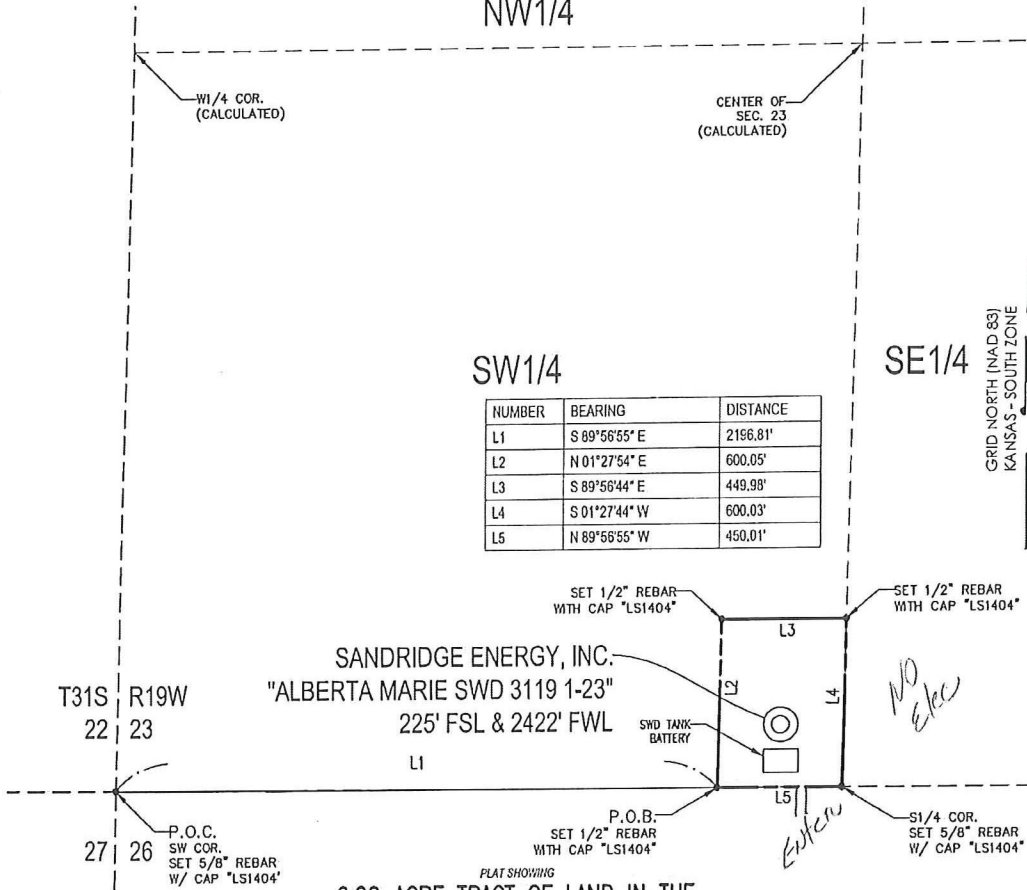 NW1/4
W1/4 COR.
(CALCULATED)
CENTER OF
SEC. 23
(CALCULATED)
SW1/4
SE1/4
GRID NORTH (NAD 83)
KANSAS - SOUTH ZONE
NUMBER BEARING DISTANCE
L1 S 89°56'55" E 2196.81'
L2 N 01°27'54" E 600.05'
L3 S 89°56'44" E 449.98'
L4 S 01°27'44" W 600.03'
L5 N 89°56'55" W 450.01'
SET 1/2" REBAR
WITH CAP "LS1404"
SET 1/2" REBAR
WITH CAP "LS1404"
L3
L2
L4
SANDRIDGE ENERGY, INC.
"ALBERTA MARIE SWD 3119 1-23"
225' FSL & 2422' FWL
SWD TANK
BATTERY
NO
Elec
T31S R19W
22 23
L1
L5
Enter
27 26
P.O.C.
SW COR.
SET 5/8" REBAR
W/ CAP "LS1404'
P.O.B.
SET 1/2" REBAR
WITH CAP "LS1404"
S1/4 COR.
SET 5/8" REBAR
W/ CAP "LS1404"
PLAT SHOWING